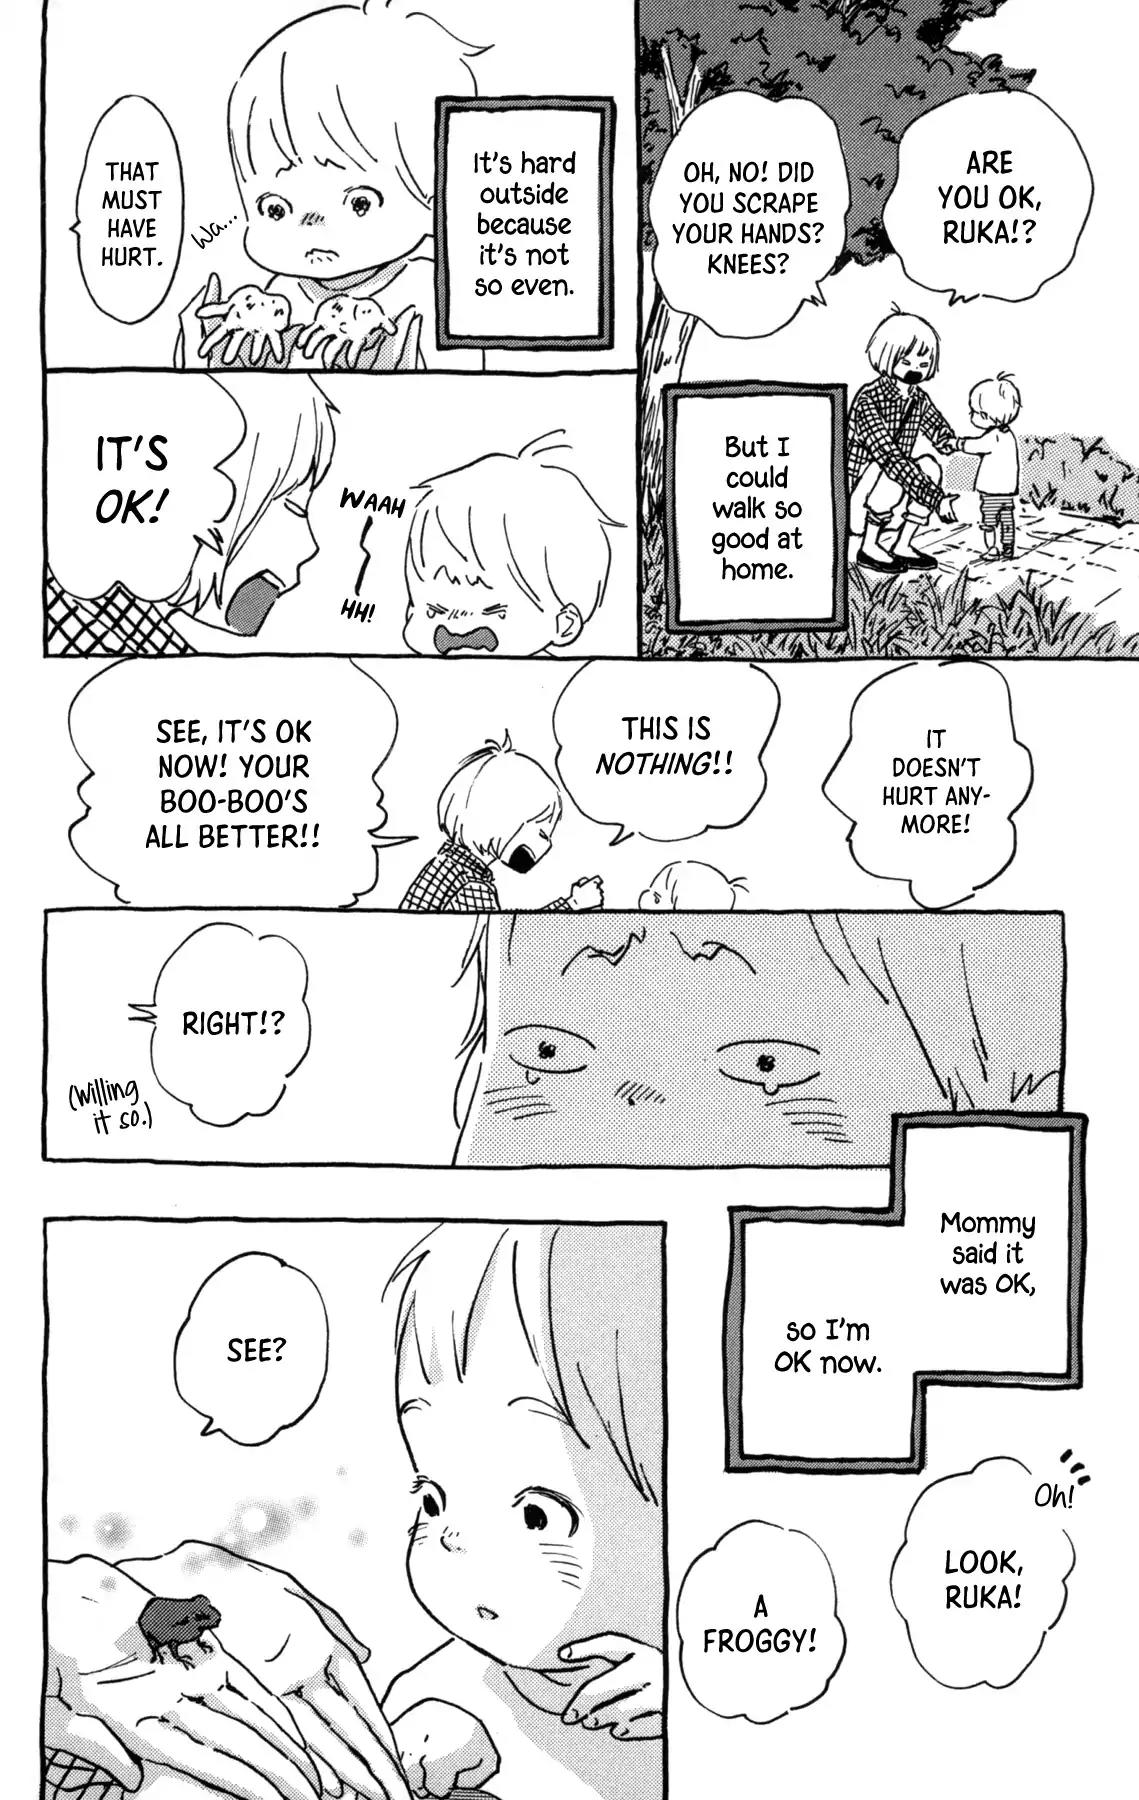 ARE
YOU OK,
RUKA!?
OH, NO! DID
YOU SCRAPE
YOUR HANDS?
KNEES?
But I
could
walk so
good at
home.
It's hard
outside
because
it's not
so even.
Wa...
THAT
MUST
HAVE
HURT.
WAAH
HH!
IT'S
OK!
IT
DOESN'T
HURT ANY-
MORE!
THIS IS
NOTHING!!
SEE, IT'S OK
NOW! YOUR
BOO-BOO'S
ALL BETTER!!
RIGHT!?
(Willing
it so.)
Mommy
said it
was OK,
so I'm
OK now.
Oh!
LOOK,
RUKA!
A
FROGGY!
SEE?